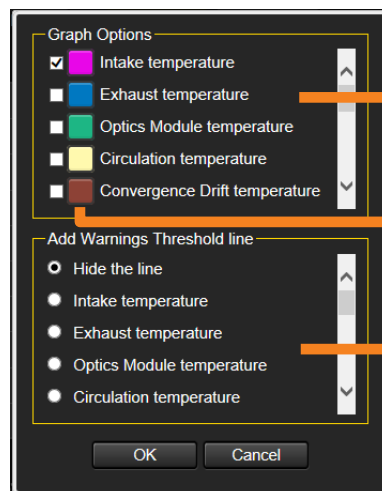 Graph Options
Intake temperature
Exhaust temperature
Optics Module temperature
Circulation temperature
Convergence Drift temperature
Add Warnings Threshold line
Hide the line
Intake temperature
Exhaust temperature
Optics Module temperature
Circulation temperature
OK Cancel